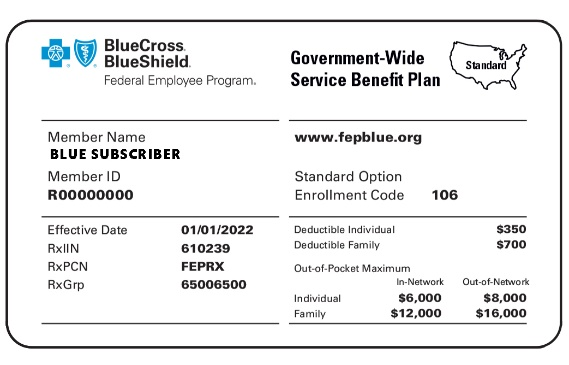 BlueCross.
BlueShield.
Federal Employee Program.
Government-Wide
Service Benefit Plan
Standard
Member Name
BLUE SUBSCRIBER
Member ID
R00000000
www.fepblue.org
Standard Option
Enrollment Code 106
Effective Date 01/01/2022
RxIIN 610239
RxPCN FEPRX
RxGrp 65006500
Deductible Individual $350
Deductible Family $700
Out-of-Pocket Maximum
In-Network Out-of-Network
Individual $6,000 $8,000
Family $12,000 $16,000